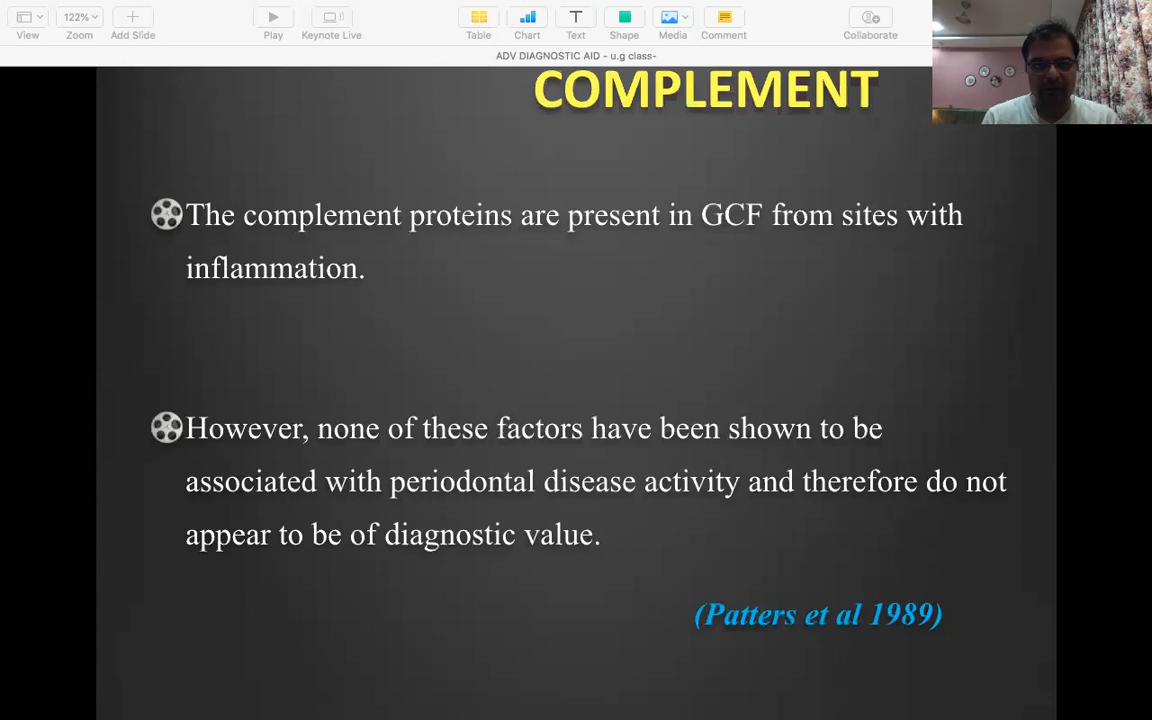 122%
View
Zoom
Add Slide
Play
Keynote Live
Table
Chart
Text
Shape
Media
Comment
Collaborate
ADV DIAGNOSTIC AID - u.g class-
COMPLEMENT
The complement proteins are present in GCF from sites with
inflammation.
However, none of these factors have been shown to be
associated with periodontal disease activity and therefore do not
appear to be of diagnostic value.
(Patters et al 1989)